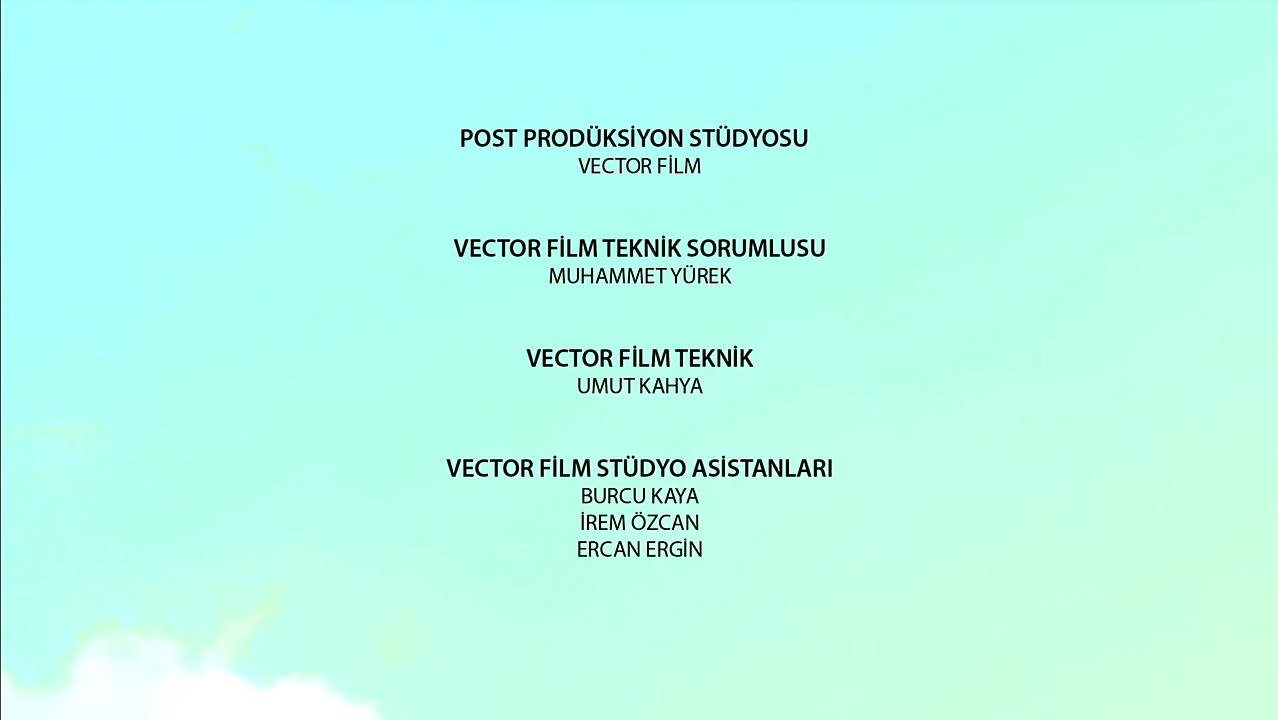 POST PRODÜKSİYON STÜDYOSU
VECTOR FİLM
VECTOR FİLM TEKNİK SORUMLUSU
MUHAMMET YÜREK
VECTOR FİLM TEKNİK
UMUT KAHYA
VECTOR FİLM STÜDYO ASİSTANLARI
BURCU KAYA
İREM ÖZCAN
ERCAN ERGİN